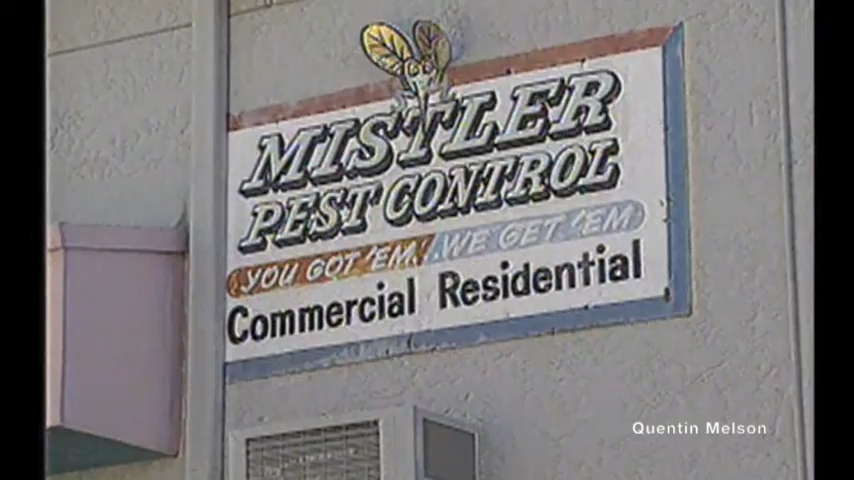 MISTLER
PEST CONTROL
YOU GOT 'EM! WE GET 'EM
Commercial Residential
Quentin Melson